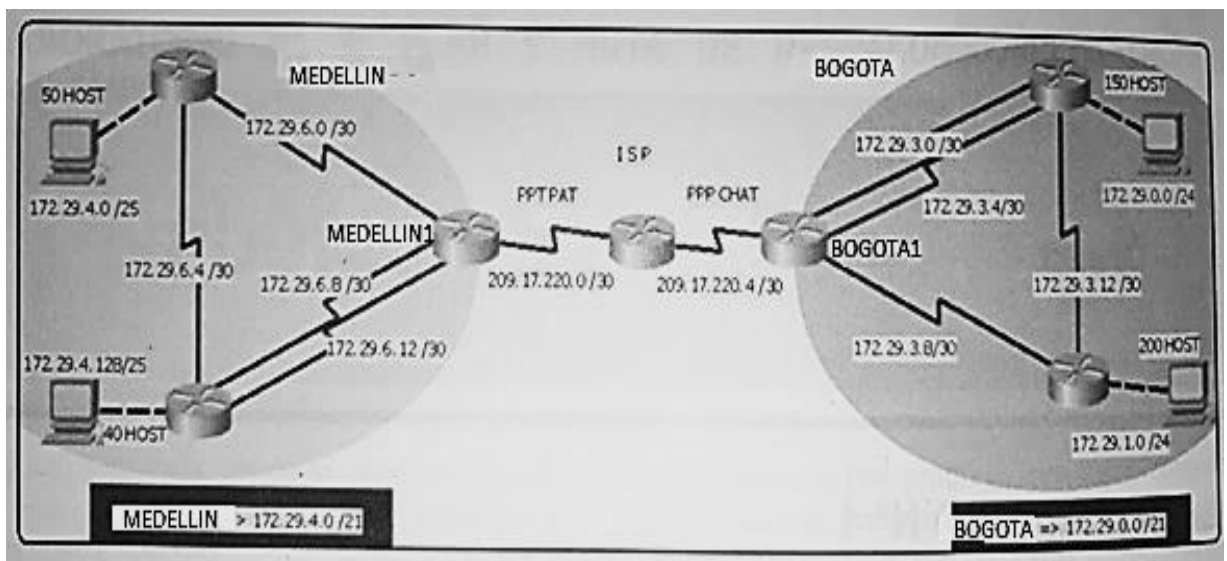 MEDELLIN --
BOGOTA
50 HOST
150 HOST
172.29.6.0 /30
172.29.3.0 /30
ISP
172.29.4.0 /25
PPTPAT
PPP CHAT
172.29.3.4/30
172.29.0.0 /24
MEDELLIN1
BOGOTA1
172.29.6.4 /30
172.29.6.8 /30
209.17.220.0 /30
209.17.220.4 /30
172.29.3.12 /30
172.29.6.12 /30
172.29.3.8/30
200 HOST
172.29.4.128/25
40 HOST
172.29.1.0 /24
MEDELLIN > 172.29.4.0 /21
BOGOTA => 172.29.0.0 /21